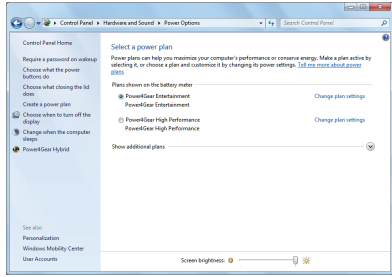 Control Panel ▸ Hardware and Sound ▸ Power Options
Search Control Panel
Control Panel Home
Require a password on wakeup
Choose what the power
buttons do
Choose what closing the lid
does
Create a power plan
Choose when to turn off the
display
Change when the computer
sleeps
Power4Gear Hybrid
Select a power plan
Power plans can help you maximize your computer's performance or conserve energy. Make a plan active by
selecting it, or choose a plan and customize it by changing its power settings. Tell me more about power
plans
Plans shown on the battery meter
Power4Gear Entertainment Change plan settings
Power4Gear Entertainment
Power4Gear High Performance Change plan settings
Power4Gear High Performance
Show additional plans
See also
Personalization
Windows Mobility Center
User Accounts
Screen brightness: